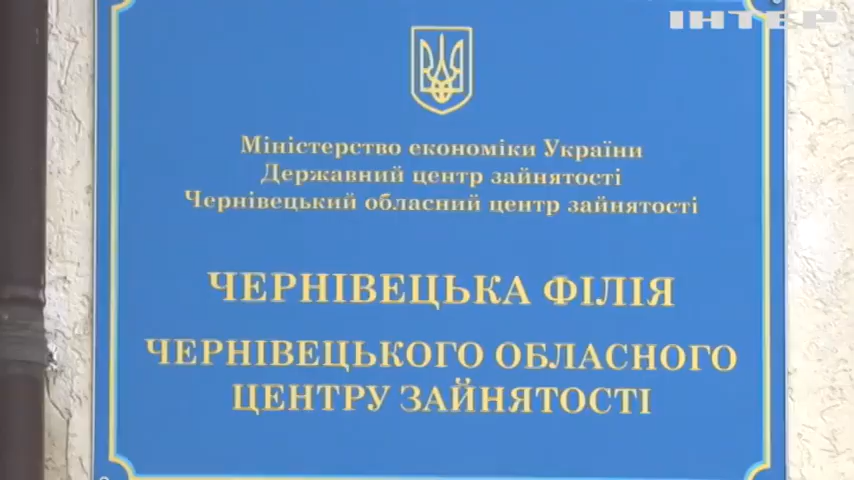 ІНТЕР
Міністерство економіки України
Державний центр зайнятості
Чернівецький обласний центр зайнятості
ЧЕРНІВЕЦЬКА ФІЛІЯ
ЧЕРНІВЕЦЬКОГО ОБЛАСНОГО
ЦЕНТРУ ЗАЙНЯТОСТІ